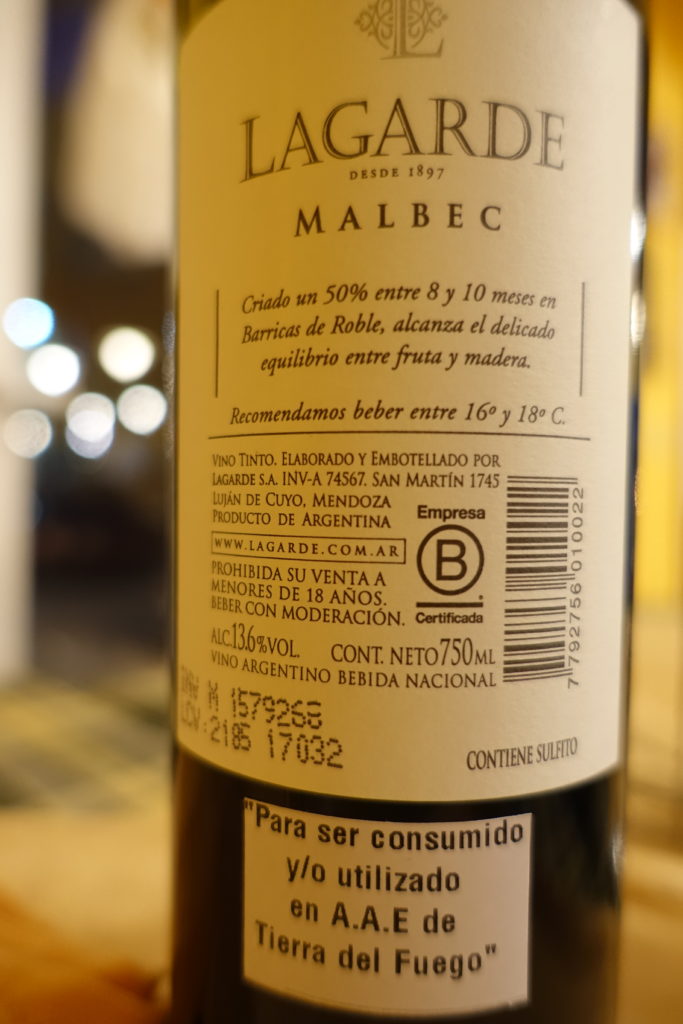 L
LAGARDE
DESDE 1897
MALBEC
Criado un 50% entre 8 y 10 meses en
Barricas de Roble, alcanza el delicado
equilibrio entre fruta y madera.
Recomendamos beber entre 16º y 18º C.
VINO TINTO. ELABORADO Y EMBOTELLADO POR
LAGARDE S.A. INV-A 74567. SAN MARTÍN 1745
LUJÁN DE CUYO, MENDOZA
PRODUCTO DE ARGENTINA
WWW.LAGARDE.COM.AR
PROHIBIDA SU VENTA A
MENORES DE 18 AÑOS.
BEBER CON MODERACIÓN.
Empresa
B
Certificada
7 792756 010022
ALC.13.6%VOL. CONT. NETO 750ML
VINO ARGENTINO BEBIDA NACIONAL
M 1579268
2185 17032
CONTIENE SULFITO
"Para ser consumido
y/o utilizado
en A.A.E de
Tierra del Fuego"